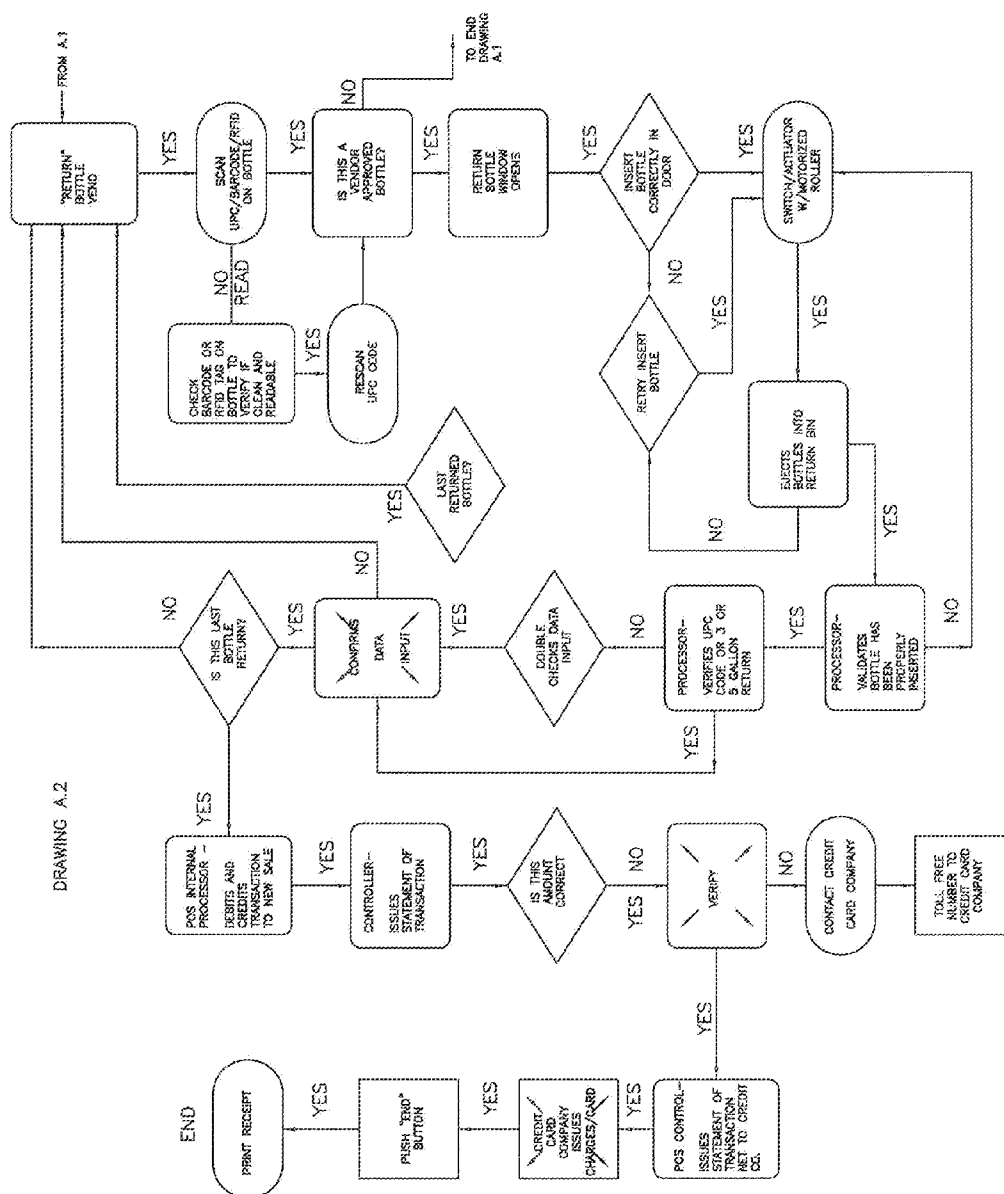 DRAWING A.2
FROM A.1
"RETURN"
BOTTLE
VEND
YES
SCAN
UPC/BARCODE/RFID
ON BOTTLE
NO
READ
CHECK
BARCODE OR
RFID TAG ON
BOTTLE TO
VERIFY IF
CLEAN AND
READABLE
YES
RESCAN
UPC CODE
YES
IS THIS A
VENDOR
APPROVED
BOTTLE?
NO
TO END
DRAWING
A.1
YES
RETURN
BOTTLE
WINDOW
OPENS
YES
INSERT
BOTTLE
CORRECTLY IN
DOOR
NO
RETRY INSERT
BOTTLE
YES
YES
SWITCH/ACTUATOR
W/MOTORIZED
ROLLER
YES
EJECTS
BOTTLES INTO
RETURN BIN
NO
YES
PROCESSOR-
VALIDATES
BOTTLE HAS
BEEN
PROPERLY
INSERTED
NO
YES
PROCESSOR-
VERIFIES UPC
CODE OR 3 OR
5 GALLON
RETURN
YES
NO
DOUBLE
CHECKS DATA
INPUT
YES
CONFIRMS
DATA
INPUT
NO
LAST
RETURNED
BOTTLE?
YES
YES
IS THIS LAST
BOTTLE
RETURN?
NO
YES
POS INTERNAL
PROCESSOR -
DEBITS AND
CREDITS
TRANSACTION
TO NEW SALE
YES
CONTROLLER-
ISSUES
STATEMENT OF
TRANSACTION
YES
IS THIS
AMOUNT
CORRECT
YES
NO
VERIFY
NO
CONTACT CREDIT
CARD COMPANY
TOLL FREE
NUMBER TO
CREDIT CARD
COMPANY
YES
POS CONTROL-
ISSUES
STATEMENT OF
TRANSACTION
NET TO CREDIT
CO.
YES
CREDIT
CARD
COMPANY
ISSUES
CHARGES/CARD
YES
PUSH "END"
BUTTON
YES
PRINT RECEIPT
END